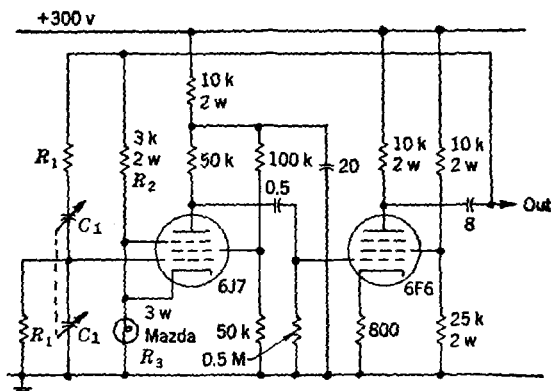 +300 v
10 k
2 w
3 k
2 w
R₂
R₁
50 k
100 k
20
10 k
2 w
10 k
2 w
0.5
C₁
8
Out
6J7
6F6
R₁
C₁
3 w
Mazda
R₃
50 k
0.5 M
800
25 k
2 w